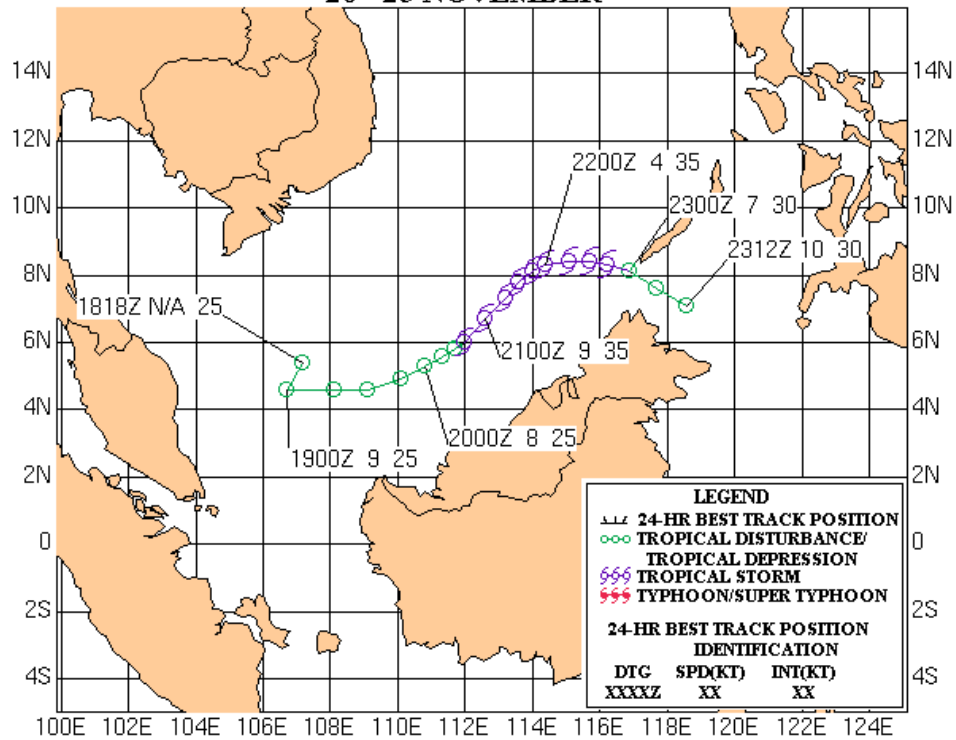 20 - 23 NOVEMBER
14N 14N
12N 12N
2200Z 4 35
10N 2300Z 7 30 10N
2312Z 10 30
8N 8N
1818Z N/A 25
6N 6N
2100Z 9 35
4N 4N
2000Z 8 25
1900Z 9 25
2N 2N
LEGEND
24-HR BEST TRACK POSITION
0 0
TROPICAL DISTURBANCE/
TROPICAL DEPRESSION
TROPICAL STORM
TYPHOON/SUPER TYPHOON
2S 2S
24-HR BEST TRACK POSITION
IDENTIFICATION
DTG SPD(KT) INT(KT)
4S 4S
XXXXZ XX XX
100E 102E 104E 106E 108E 110E 112E 114E 116E 118E 120E 122E 124E